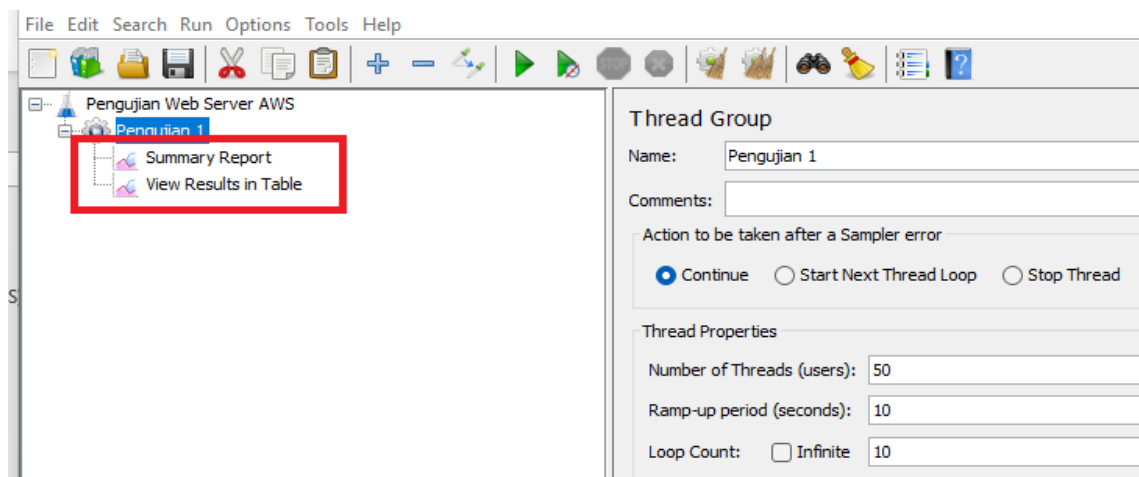 File Edit Search Run Options Tools Help
STOP
Pengujian Web Server AWS
Pengujian 1
Summary Report
View Results in Table
Thread Group
Name: Pengujian 1
Comments:
Action to be taken after a Sampler error
Continue Start Next Thread Loop Stop Thread
Thread Properties
Number of Threads (users): 50
Ramp-up period (seconds): 10
Loop Count: Infinite 10
S